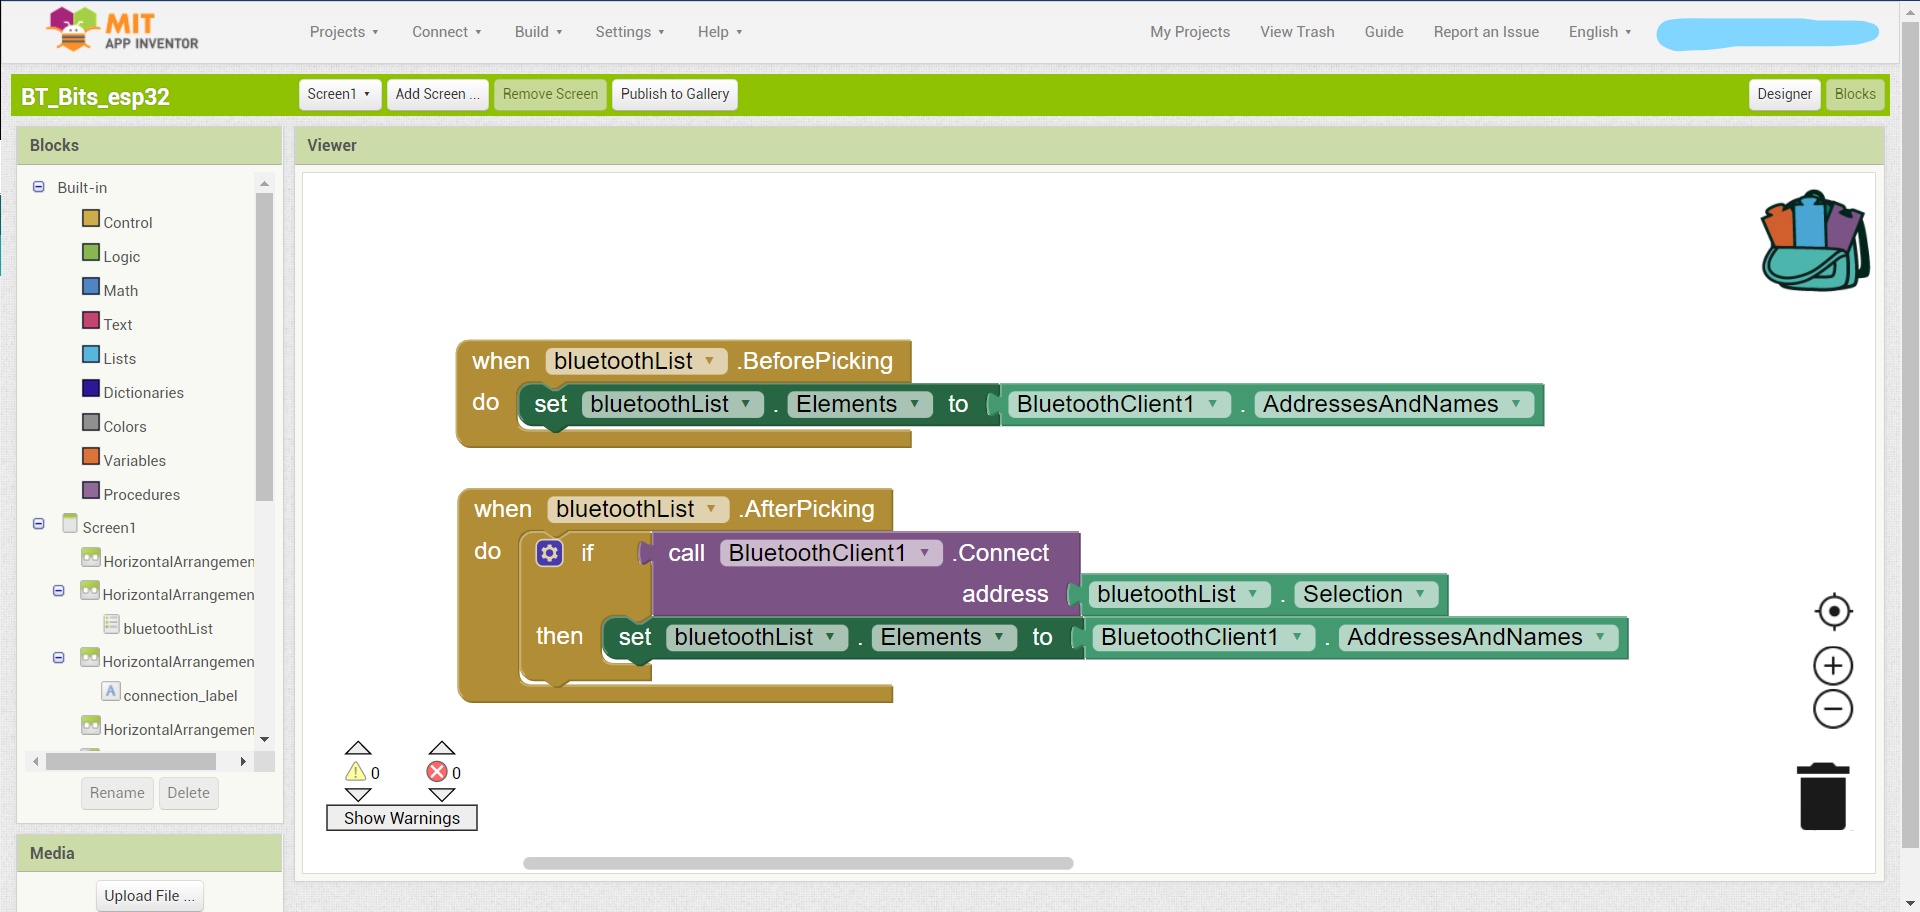 MIT
APP INVENTOR
Projects Connect Build Settings Help My Projects View Trash Guide Report an Issue English
BT_Bits_esp32 Screen1 Add Screen ... Remove Screen Publish to Gallery Designer Blocks
Blocks
Built-in
Control
Logic
Math
Text
Lists
Dictionaries
Colors
Variables
Procedures
Screen1
HorizontalArrangemen
HorizontalArrangemen
bluetoothList
HorizontalArrangemen
A connection_label
HorizontalArrangemen
Rename Delete
Media
Upload File ...
Viewer
when bluetoothList .BeforePicking
do set bluetoothList . Elements to BluetoothClient1 . AddressesAndNames
when bluetoothList .AfterPicking
do if call BluetoothClient1 .Connect
address bluetoothList . Selection
then set bluetoothList . Elements to BluetoothClient1 . AddressesAndNames
0 0
Show Warnings